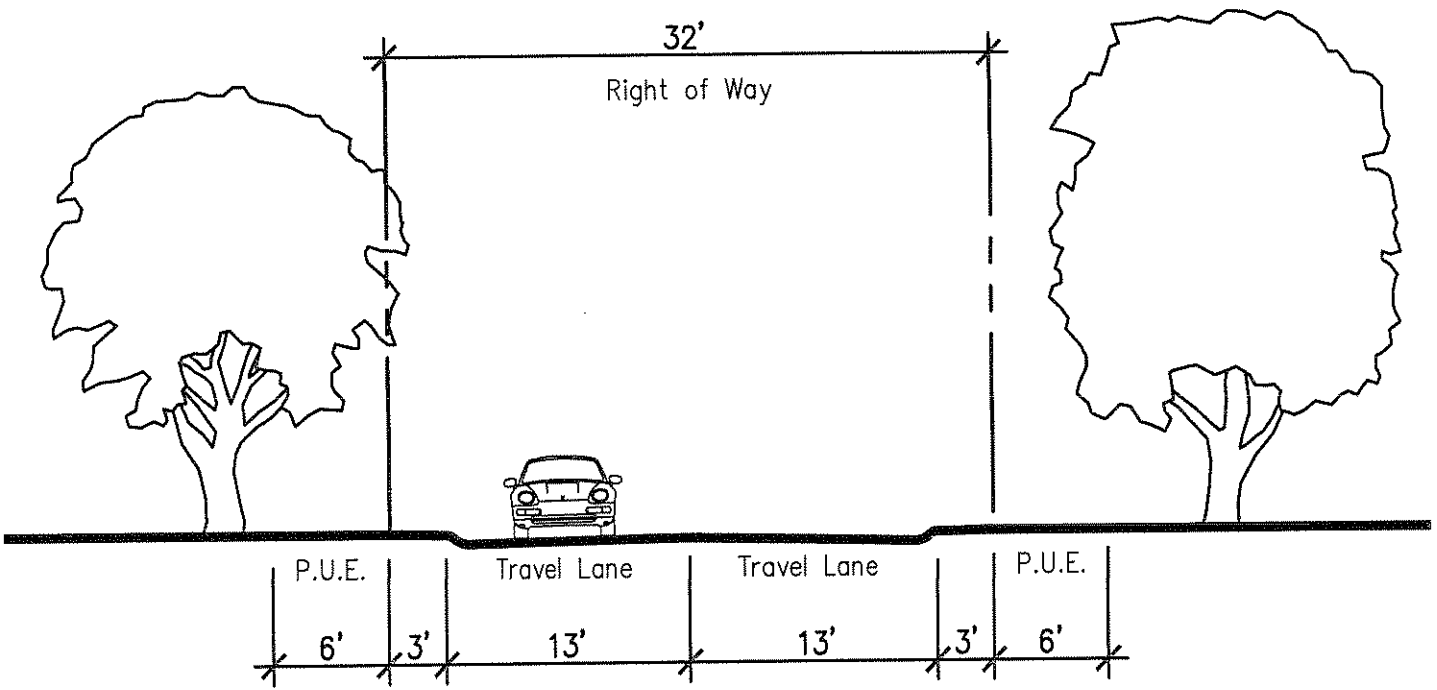 32'
Right of Way
P.U.E. Travel Lane Travel Lane P.U.E.
6' 3' 13' 13' 3' 6'